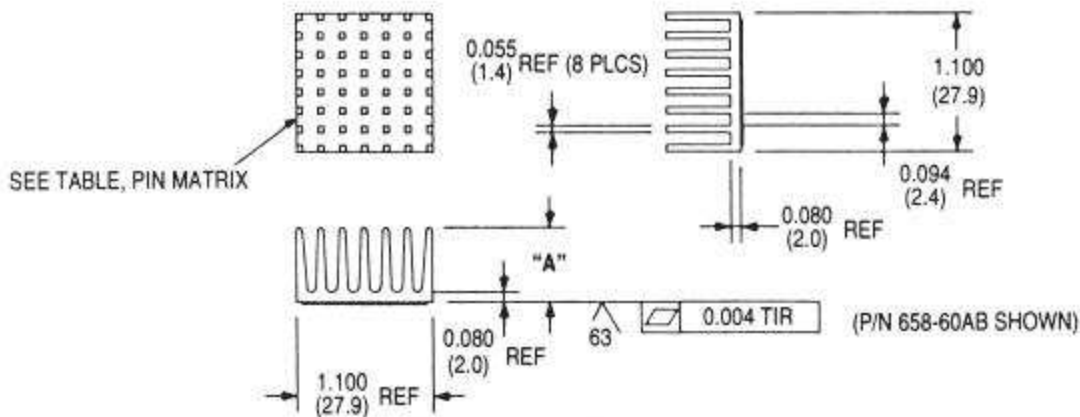 0.055
(1.4) REF (8 PLCS)
1.100
(27.9)
SEE TABLE, PIN MATRIX
0.094
(2.4) REF
0.080
(2.0) REF
"A"
0.004 TIR
(P/N 658-60AB SHOWN)
63
0.080
(2.0) REF
1.100
(27.9) REF